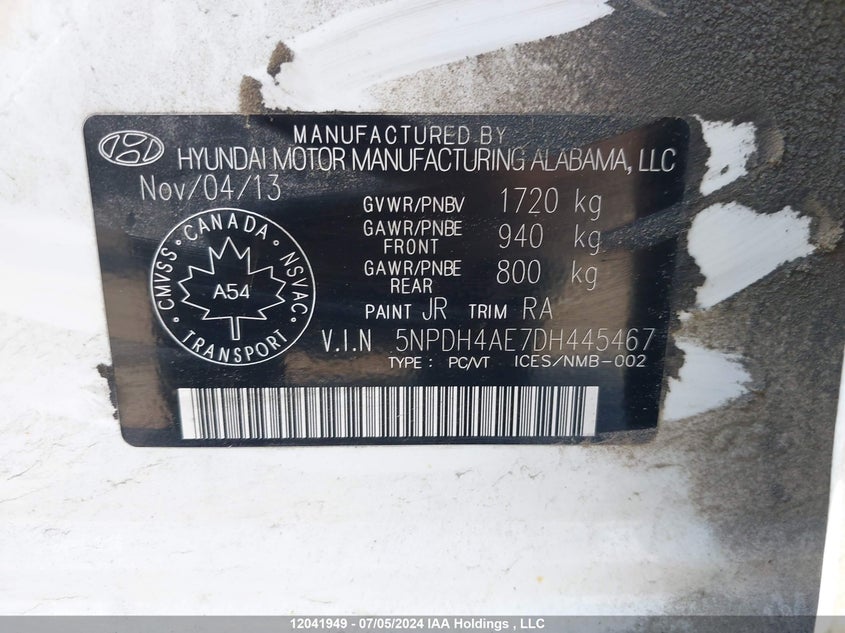 MANUFACTURED BY
HYUNDAI MOTOR MANUFACTURING ALABAMA, LLC
Nov/04/13
GVWR/PNBV 1720 kg
GAWR/PNBE FRONT 940 kg
GAWR/PNBE REAR 800 kg
CANADA
CMVSS · NSVAC
A54
TRANSPORT
PAINT JR TRIM RA
V.I.N 5NPDH4AE7DH445467
TYPE : PC/VT ICES/NMB-002
12041949 - 07/05/2024 IAA Holdings , LLC